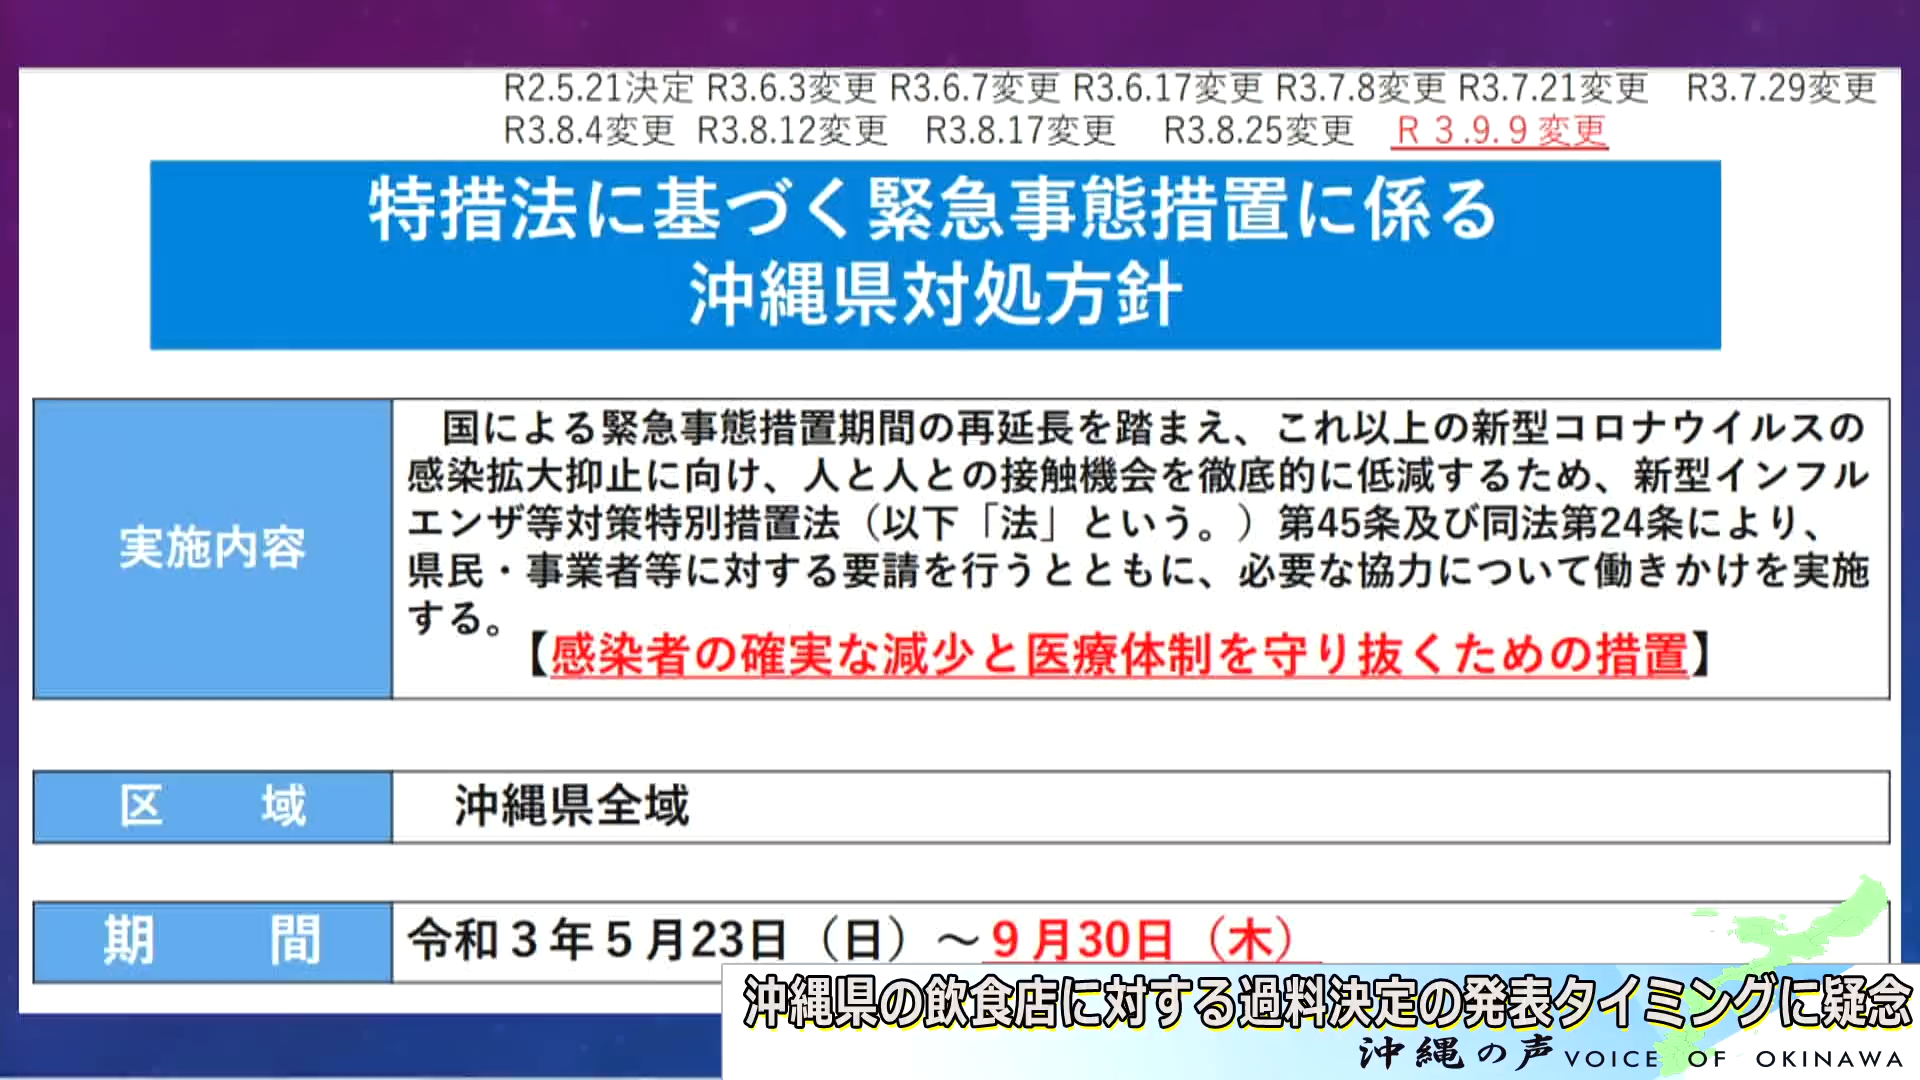 R2.5.21決定 R3.6.3変更 R3.6.7変更 R3.6.17変更 R3.7.8変更 R3.7.21変更　R3.7.29変更
R3.8.4変更 R3.8.12変更　R3.8.17変更　R3.8.25変更　Ｒ３.９.９変更
特措法に基づく緊急事態措置に係る
沖縄県対処方針
実施内容
国による緊急事態措置期間の再延長を踏まえ、これ以上の新型コロナウイルスの
感染拡大抑止に向け、人と人との接触機会を徹底的に低減するため、新型インフル
エンザ等対策特別措置法（以下「法」という。）第45条及び同法第24条により、
県民・事業者等に対する要請を行うとともに、必要な協力について働きかけを実施
する。
【感染者の確実な減少と医療体制を守り抜くための措置】
区　域
沖縄県全域
期　間
令和３年５月23日（日）～９月30日（木）
沖縄県の飲食店に対する過料決定の発表タイミングに疑念
沖縄の声 VOICE OF OKINAWA